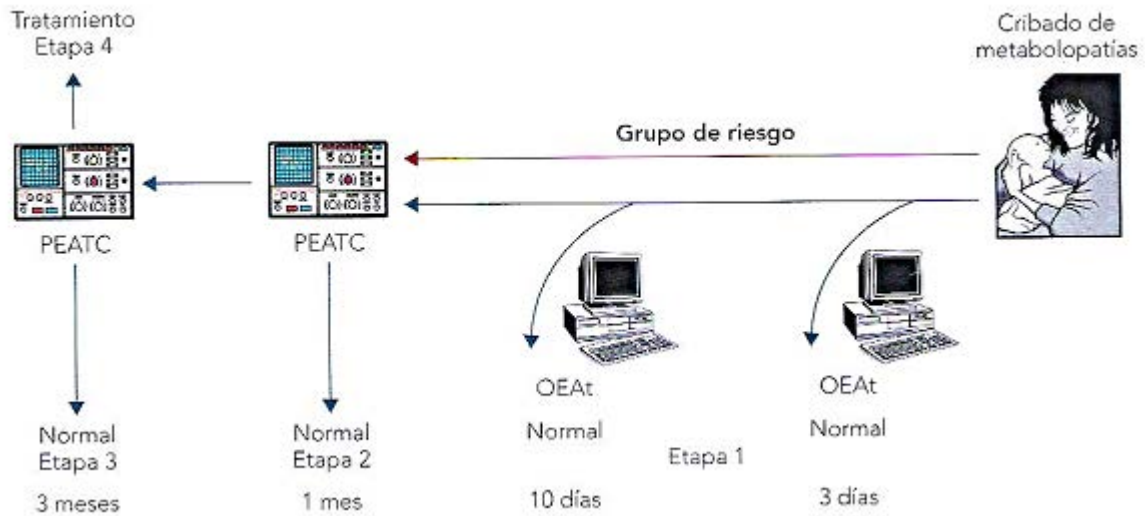 Tratamiento
Etapa 4
Cribado de
metabolopatías
Grupo de riesgo
PEATC
PEATC
OEAt
Normal
OEAt
Normal
Etapa 1
Normal
Etapa 3
Normal
Etapa 2
3 meses
1 mes
10 días
3 días